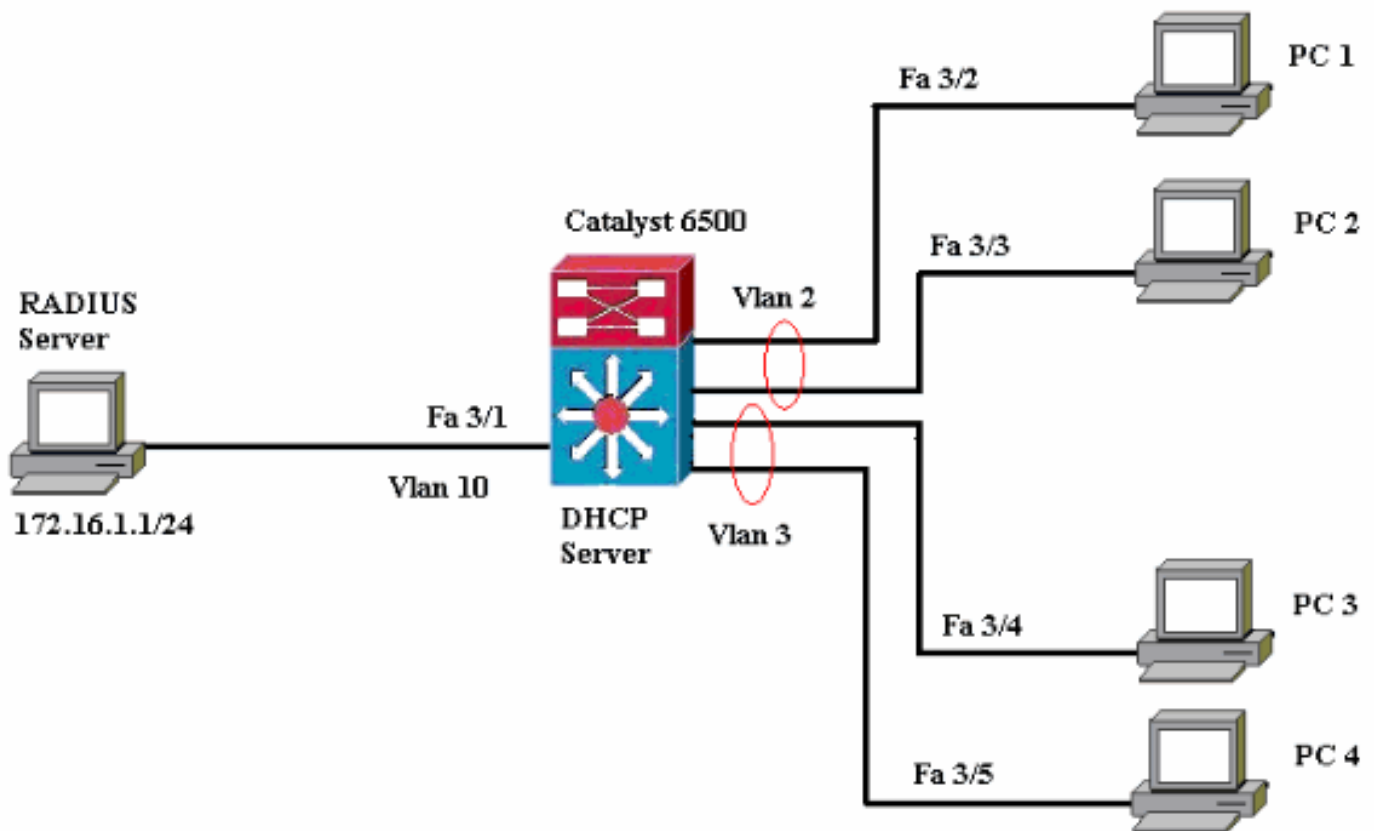 PC 1
Fa 3/2
PC 2
Catalyst 6500
Fa 3/3
Vlan 2
RADIUS
Server
Fa 3/1
Vlan 10
172.16.1.1/24
DHCP
Server
Vlan 3
PC 3
Fa 3/4
PC 4
Fa 3/5